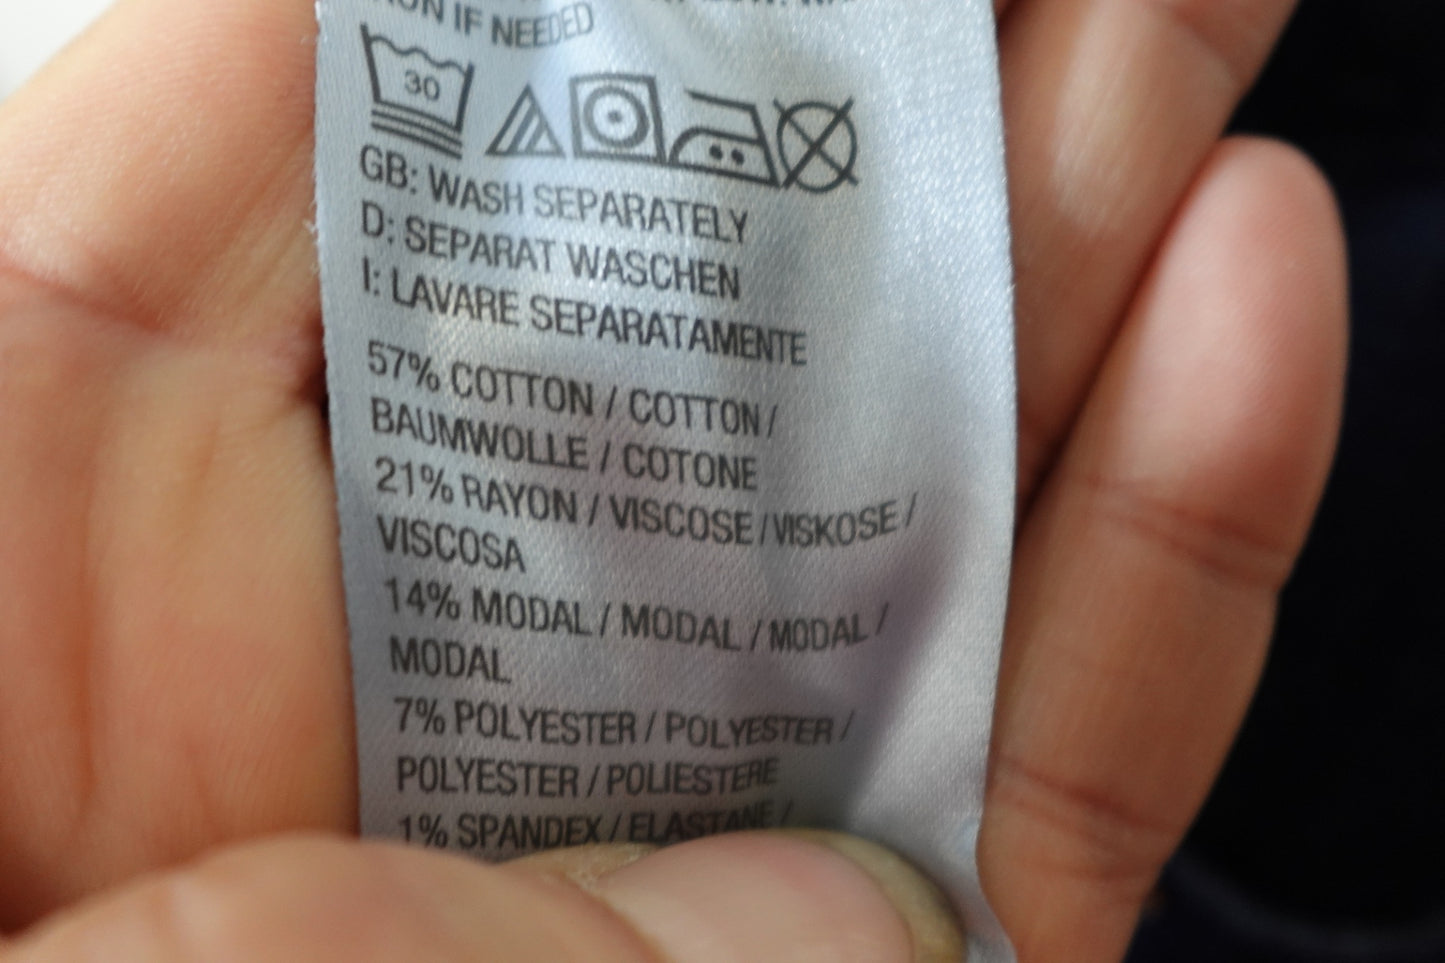 IF NEEDED
30
GB: WASH SEPARATELY
D: SEPARAT WASCHEN
I: LAVARE SEPARATAMENTE
57% COTTON / COTTON /
BAUMWOLLE / COTONE
21% RAYON / VISCOSE / VISKOSE /
VISCOSA
14% MODAL / MODAL / MODAL /
MODAL
7% POLYESTER / POLYESTER /
POLYESTER / POLIESTERE
1% SPANDEX / ELASTANE /